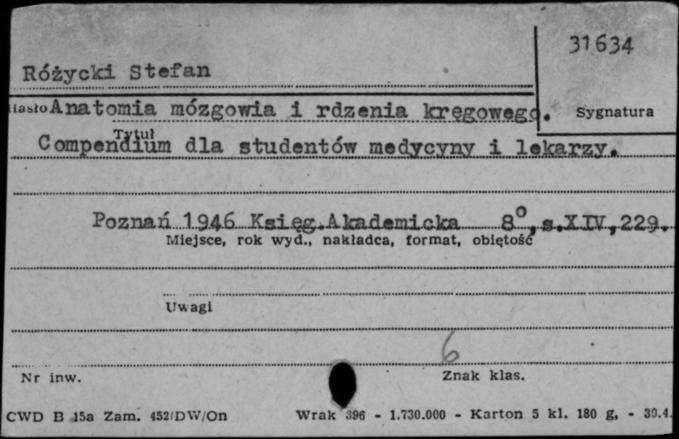 31634
Różycki Stefan
Hasło Anatomia mózgowia i rdzenia kręgowego. Sygnatura
Tytuł
Compendium dla studentów medycyny i lekarzy.
Poznań 1946 Księg.Akademicka 8°, s.XIV,229.
Miejsce, rok wyd., nakładca, format, objętość
Uwagi
6
Nr inw. Znak klas.
CWD B 15a Zam. 452/DW/On Wrak 396 - 1.730.000 - Karton 5 kl. 180 g, - 30.4.